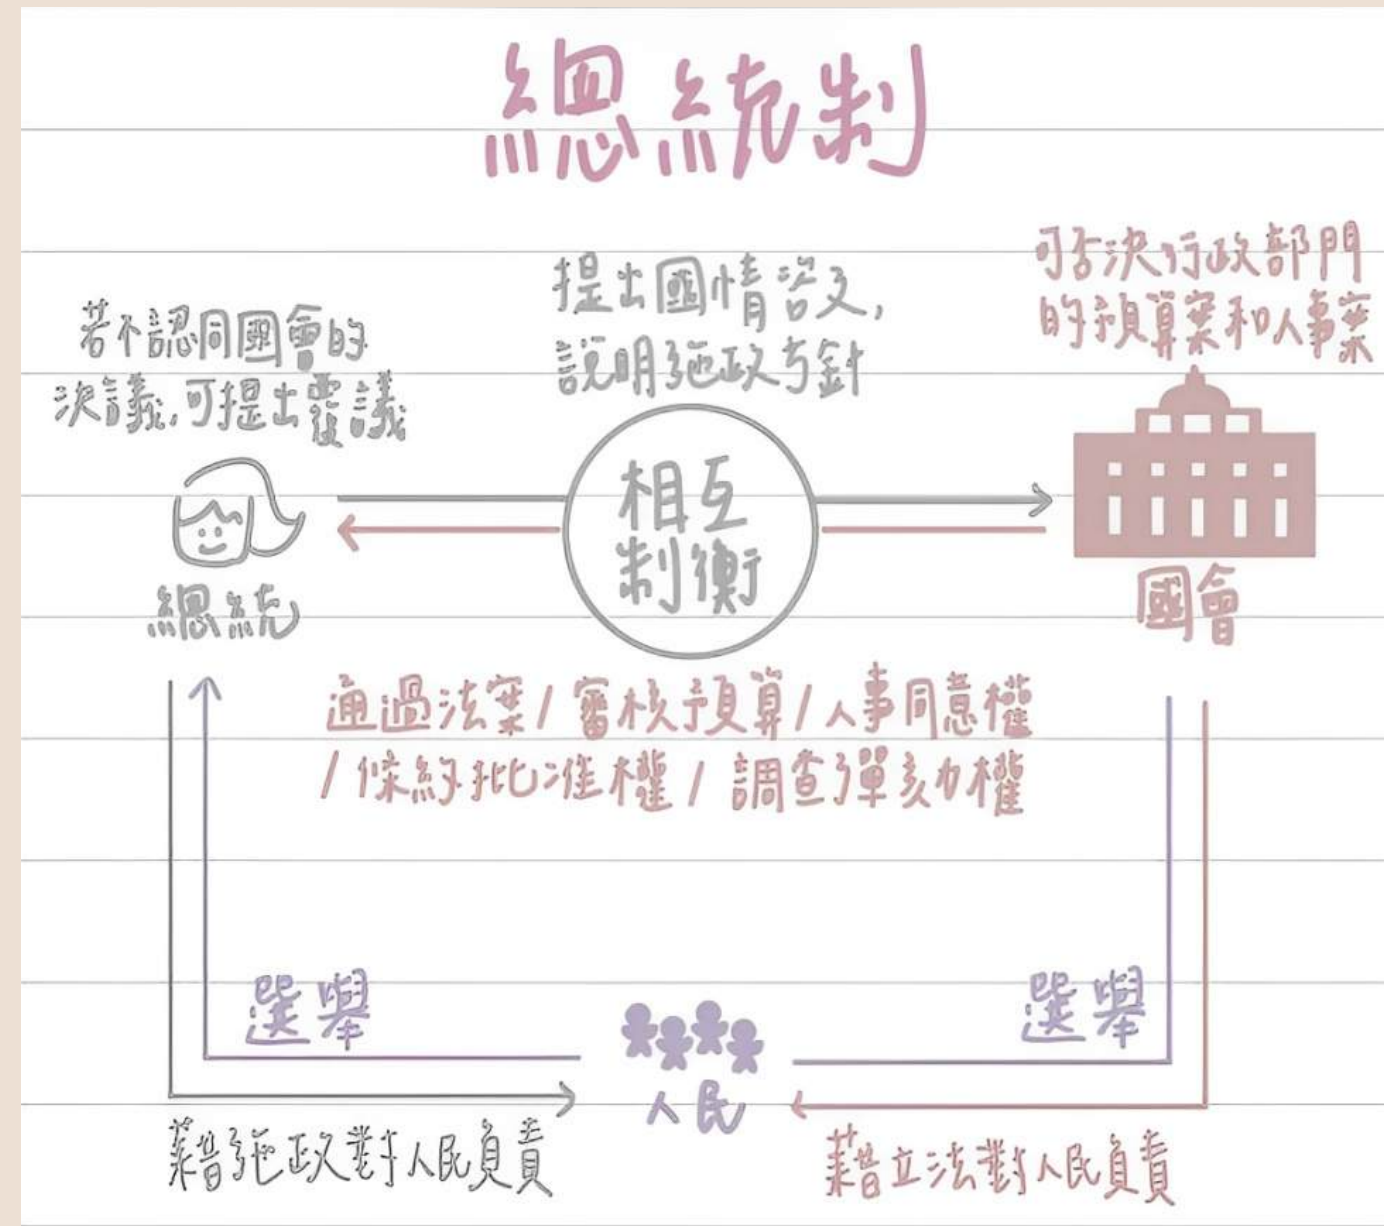 總統制
若不認同國會的
決議,可提出覆議
提出國情咨文,
說明施政方針
可否決行政部門
的預算案和人事案
相互
制衡
總統
國會
通過法案/審核預算/人事同意權
/條約批准權/調查彈劾權
選舉
選舉
人民
藉施政對人民負責
藉立法對人民負責